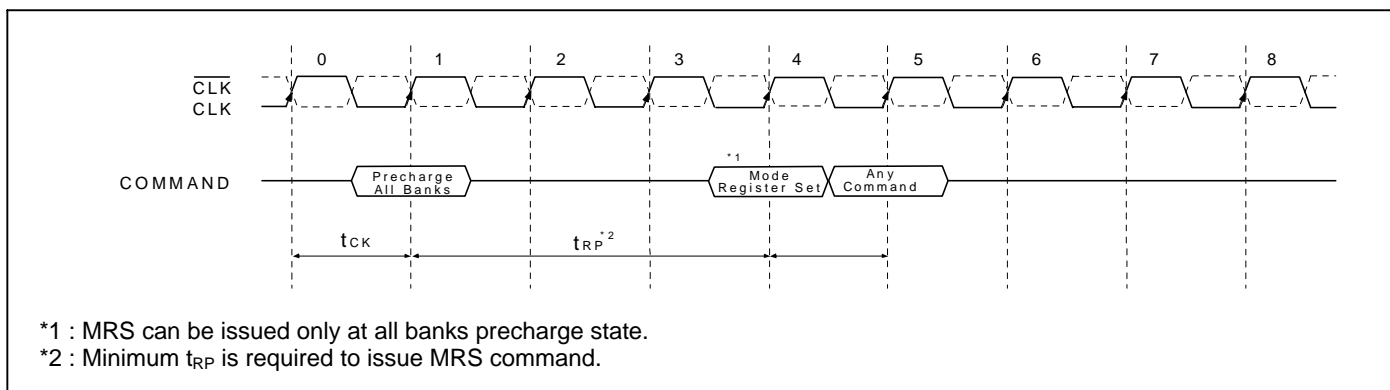 0 1 2 3 4 5 6 7 8
CLK
CLK
COMMAND
Precharge
All Banks
*1
Mode
Register Set
Any
Command
tCK
tRP*2
*1 : MRS can be issued only at all banks precharge state.
*2 : Minimum tRP is required to issue MRS command.